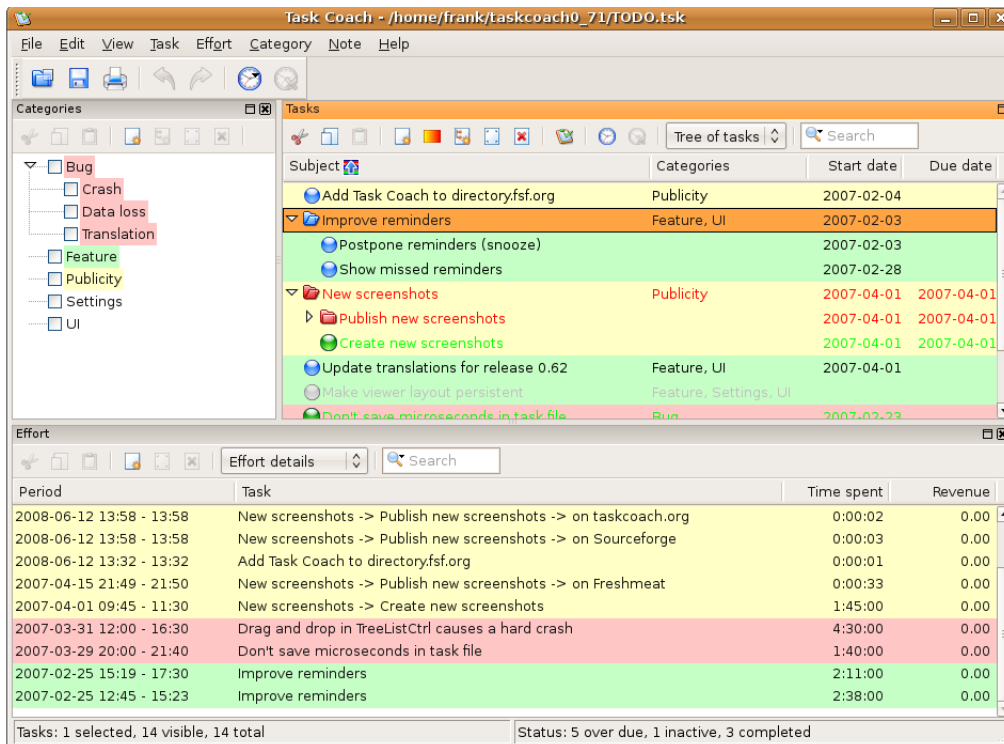 Task Coach - /home/frank/taskcoach0_71/TODO.tsk
File Edit View Task Effort Category Note Help
Categories
Bug
Crash
Data loss
Translation
Feature
Publicity
Settings
UI
Tasks
Tree of tasks Search
Subject Categories Start date Due date
Add Task Coach to directory.fsf.org Publicity 2007-02-04
Improve reminders Feature, UI 2007-02-03
Postpone reminders (snooze) 2007-02-03
Show missed reminders 2007-02-28
New screenshots Publicity 2007-04-01 2007-04-01
Publish new screenshots 2007-04-01 2007-04-01
Create new screenshots 2007-04-01 2007-04-01
Update translations for release 0.62 Feature, UI 2007-04-01
Make viewer layout persistent Feature, Settings, UI
Don't save microseconds in task file Bug 2007-02-23
Effort
Effort details Search
Period Task Time spent Revenue
2008-06-12 13:58 - 13:58 New screenshots -> Publish new screenshots -> on taskcoach.org 0:00:02 0.00
2008-06-12 13:58 - 13:58 New screenshots -> Publish new screenshots -> on Sourceforge 0:00:03 0.00
2008-06-12 13:32 - 13:32 Add Task Coach to directory.fsf.org 0:00:01 0.00
2007-04-15 21:49 - 21:50 New screenshots -> Publish new screenshots -> on Freshmeat 0:00:33 0.00
2007-04-01 09:45 - 11:30 New screenshots -> Create new screenshots 1:45:00 0.00
2007-03-31 12:00 - 16:30 Drag and drop in TreeListCtrl causes a hard crash 4:30:00 0.00
2007-03-29 20:00 - 21:40 Don't save microseconds in task file 1:40:00 0.00
2007-02-25 15:19 - 17:30 Improve reminders 2:11:00 0.00
2007-02-25 12:45 - 15:23 Improve reminders 2:38:00 0.00
Tasks: 1 selected, 14 visible, 14 total Status: 5 over due, 1 inactive, 3 completed